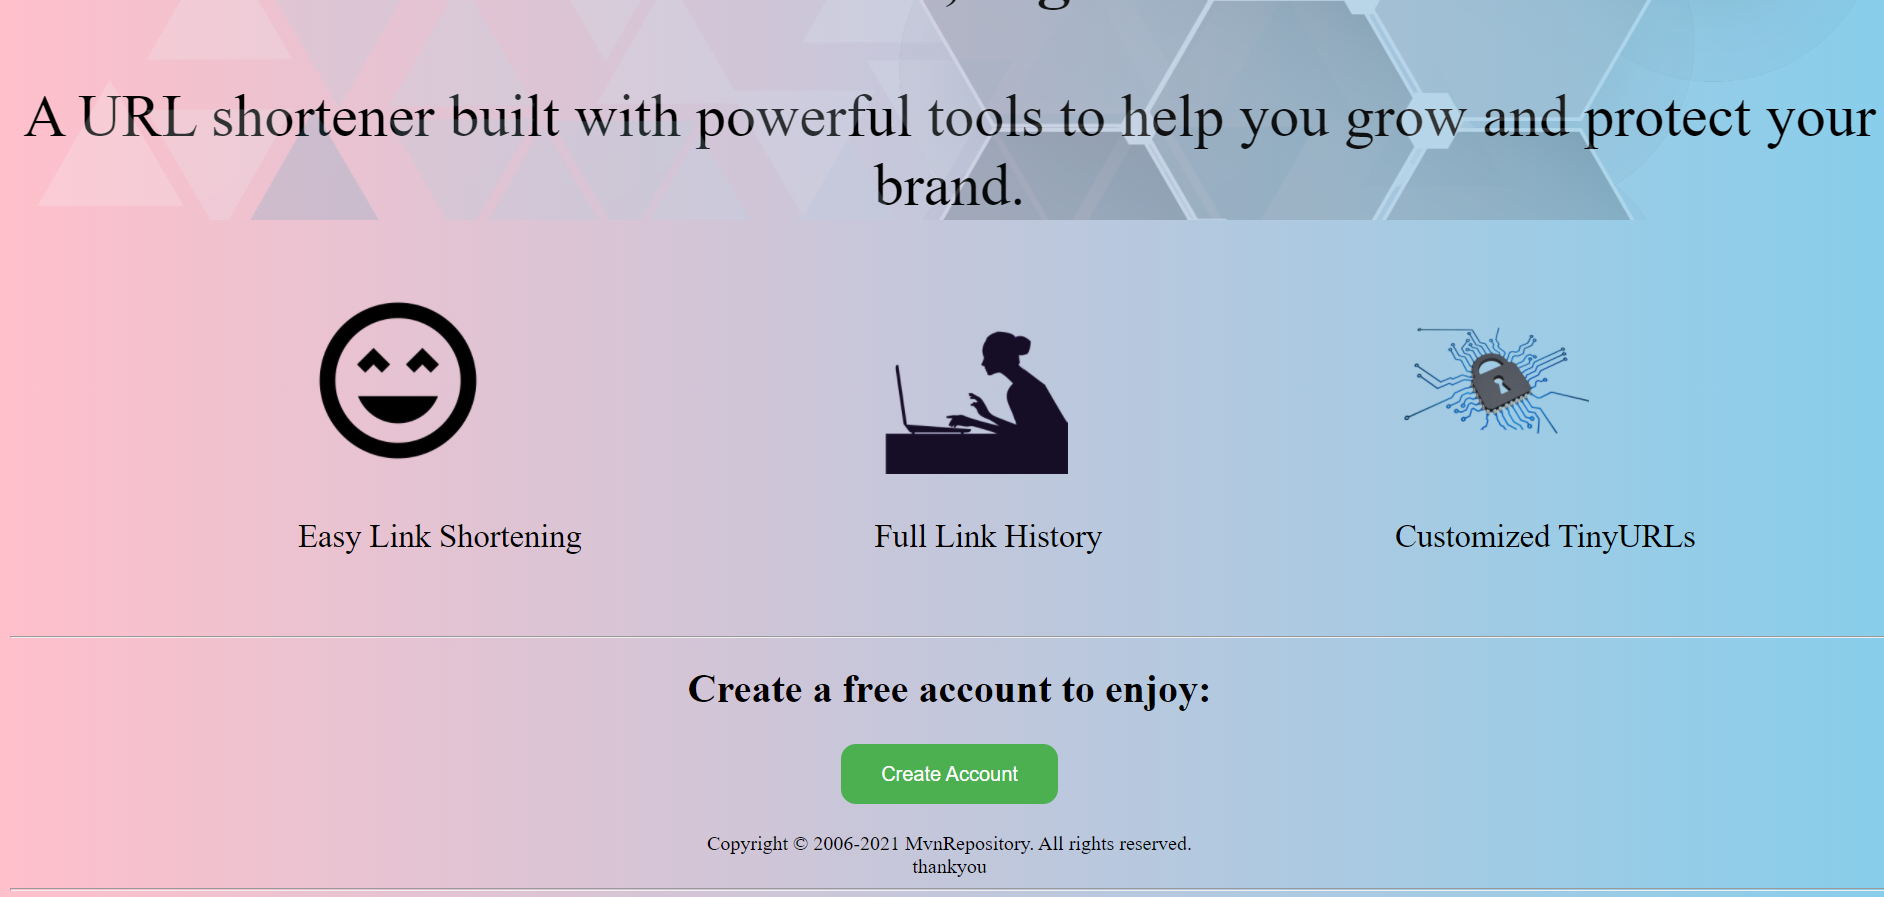 A URL shortener built with powerful tools to help you grow and protect your
brand.
Easy Link Shortening
Full Link History
Customized TinyURLs
Create a free account to enjoy:
Create Account
Copyright © 2006-2021 MvnRepository. All rights reserved.
thankyou